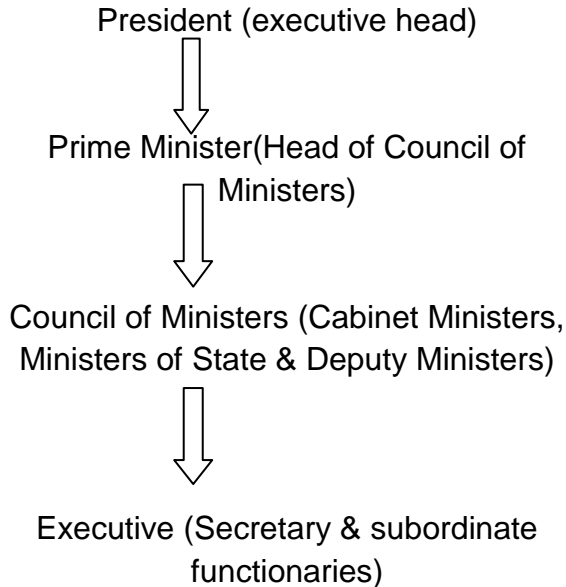 President (executive head)
Prime Minister(Head of Council of
Ministers)
Council of Ministers (Cabinet Ministers,
Ministers of State & Deputy Ministers)
Executive (Secretary & subordinate
functionaries)